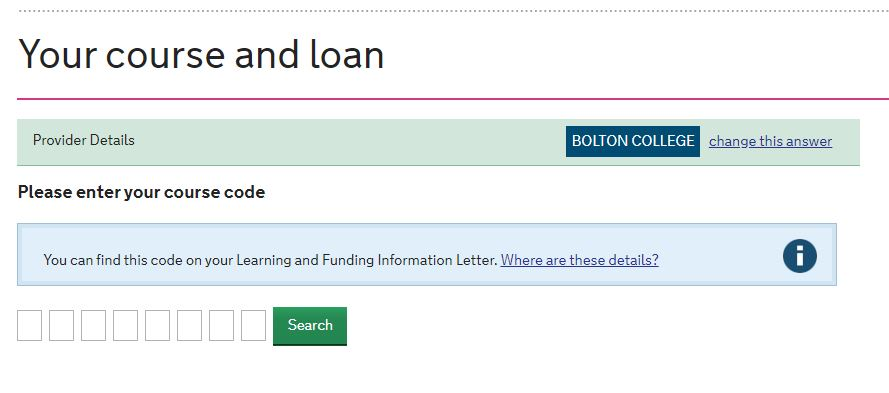 Your course and loan
Provider Details BOLTON COLLEGE change this answer
Please enter your course code
You can find this code on your Learning and Funding Information Letter. Where are these details?
Search